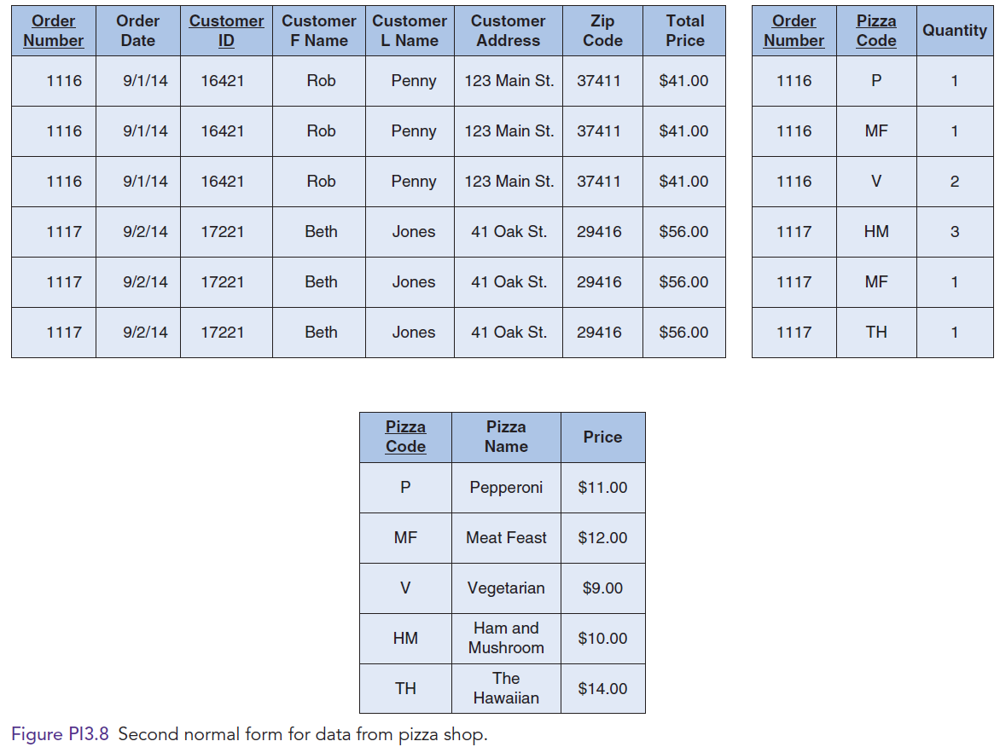 Order Number Order Date Customer ID Customer F Name Customer L Name Customer Address Zip Code Total Price
1116 9/1/14 16421 Rob Penny 123 Main St. 37411 $41.00
1116 9/1/14 16421 Rob Penny 123 Main St. 37411 $41.00
1116 9/1/14 16421 Rob Penny 123 Main St. 37411 $41.00
1117 9/2/14 17221 Beth Jones 41 Oak St. 29416 $56.00
1117 9/2/14 17221 Beth Jones 41 Oak St. 29416 $56.00
1117 9/2/14 17221 Beth Jones 41 Oak St. 29416 $56.00
Order Number Pizza Code Quantity
1116 P 1
1116 MF 1
1116 V 2
1117 HM 3
1117 MF 1
1117 TH 1
Pizza Code Pizza Name Price
P Pepperoni $11.00
MF Meat Feast $12.00
V Vegetarian $9.00
HM Ham and Mushroom $10.00
TH The Hawaiian $14.00
Figure PI3.8 Second normal form for data from pizza shop.